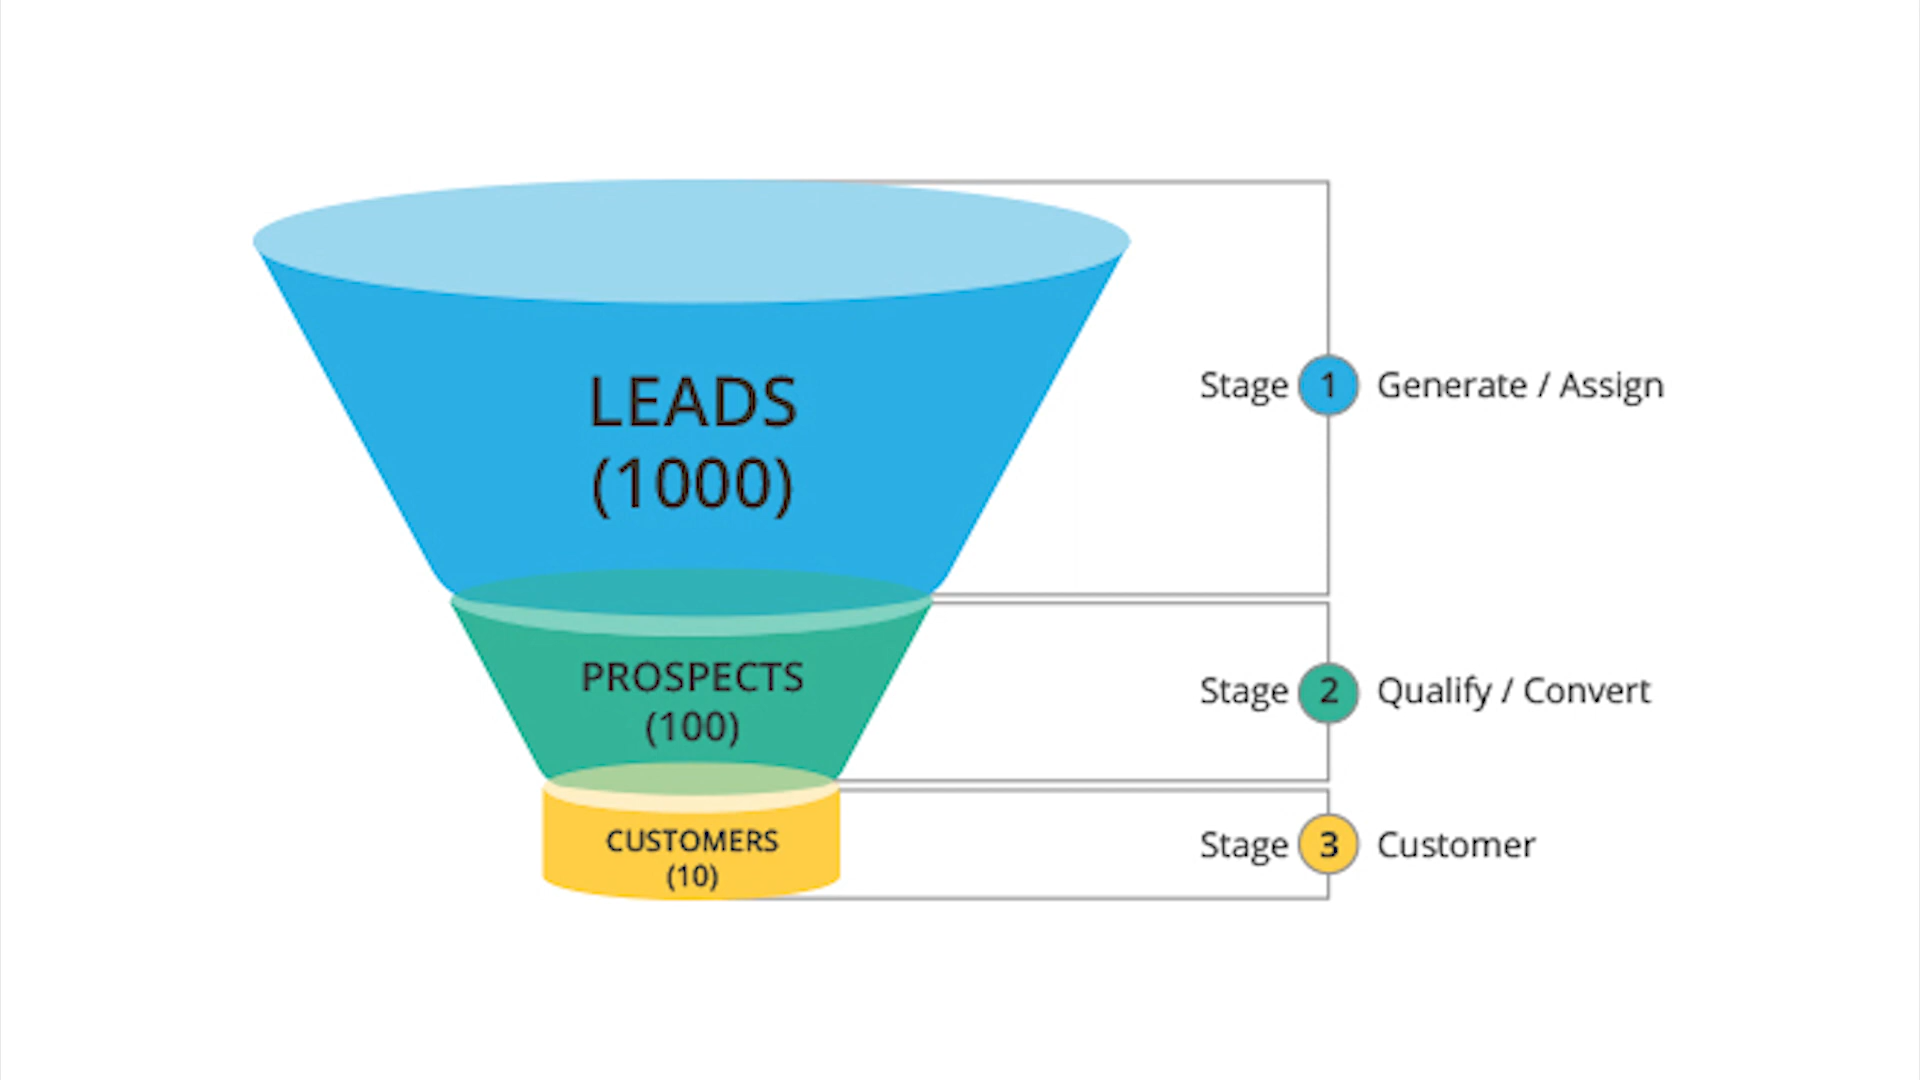 LEADS
(1000)
Stage 1 Generate / Assign
PROSPECTS
(100)
Stage 2 Qualify / Convert
CUSTOMERS
(10)
Stage 3 Customer